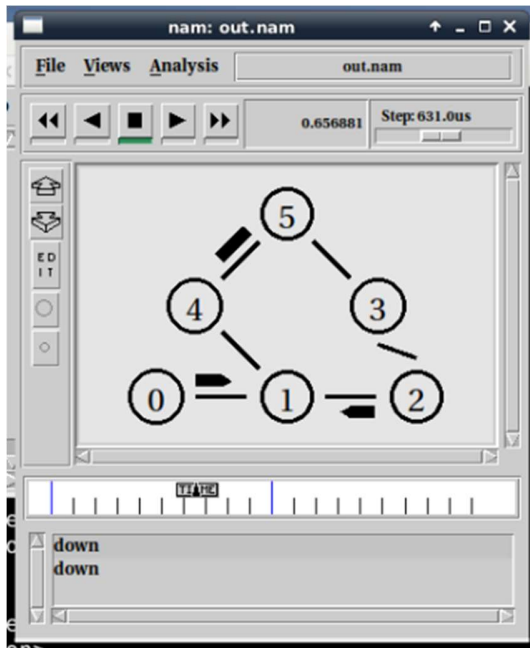 nam: out.nam
File Views Analysis out.nam
0.656881 Step: 631.0us
E D
I T
5
4 3
0 1 2
TIME
down
down